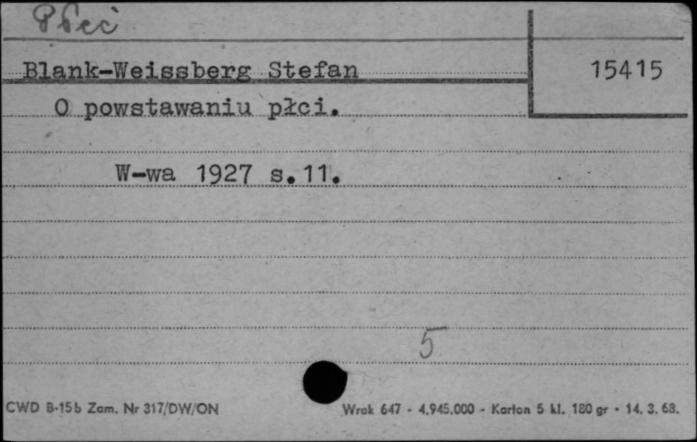 Płeć
Blank-Weissberg Stefan
15415
O powstawaniu płci.
W-wa 1927 s.11.
5
CWD B-15b Zam. Nr 317/DW/ON
Wrak 647 - 4.945.000 - Karton 5 kl. 180 gr - 14. 3. 68.